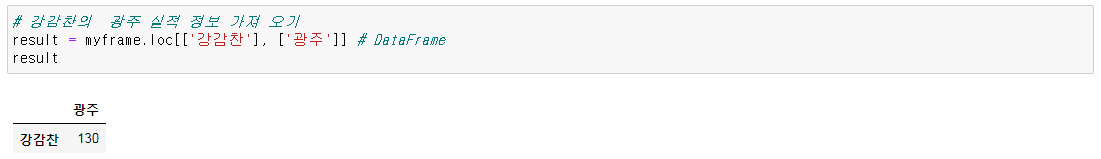 # 강감찬의  광주 실적 정보 가져 오기
result = myframe.loc[['강감찬'], ['광주']] # DataFrame
result
광주
강감찬 130